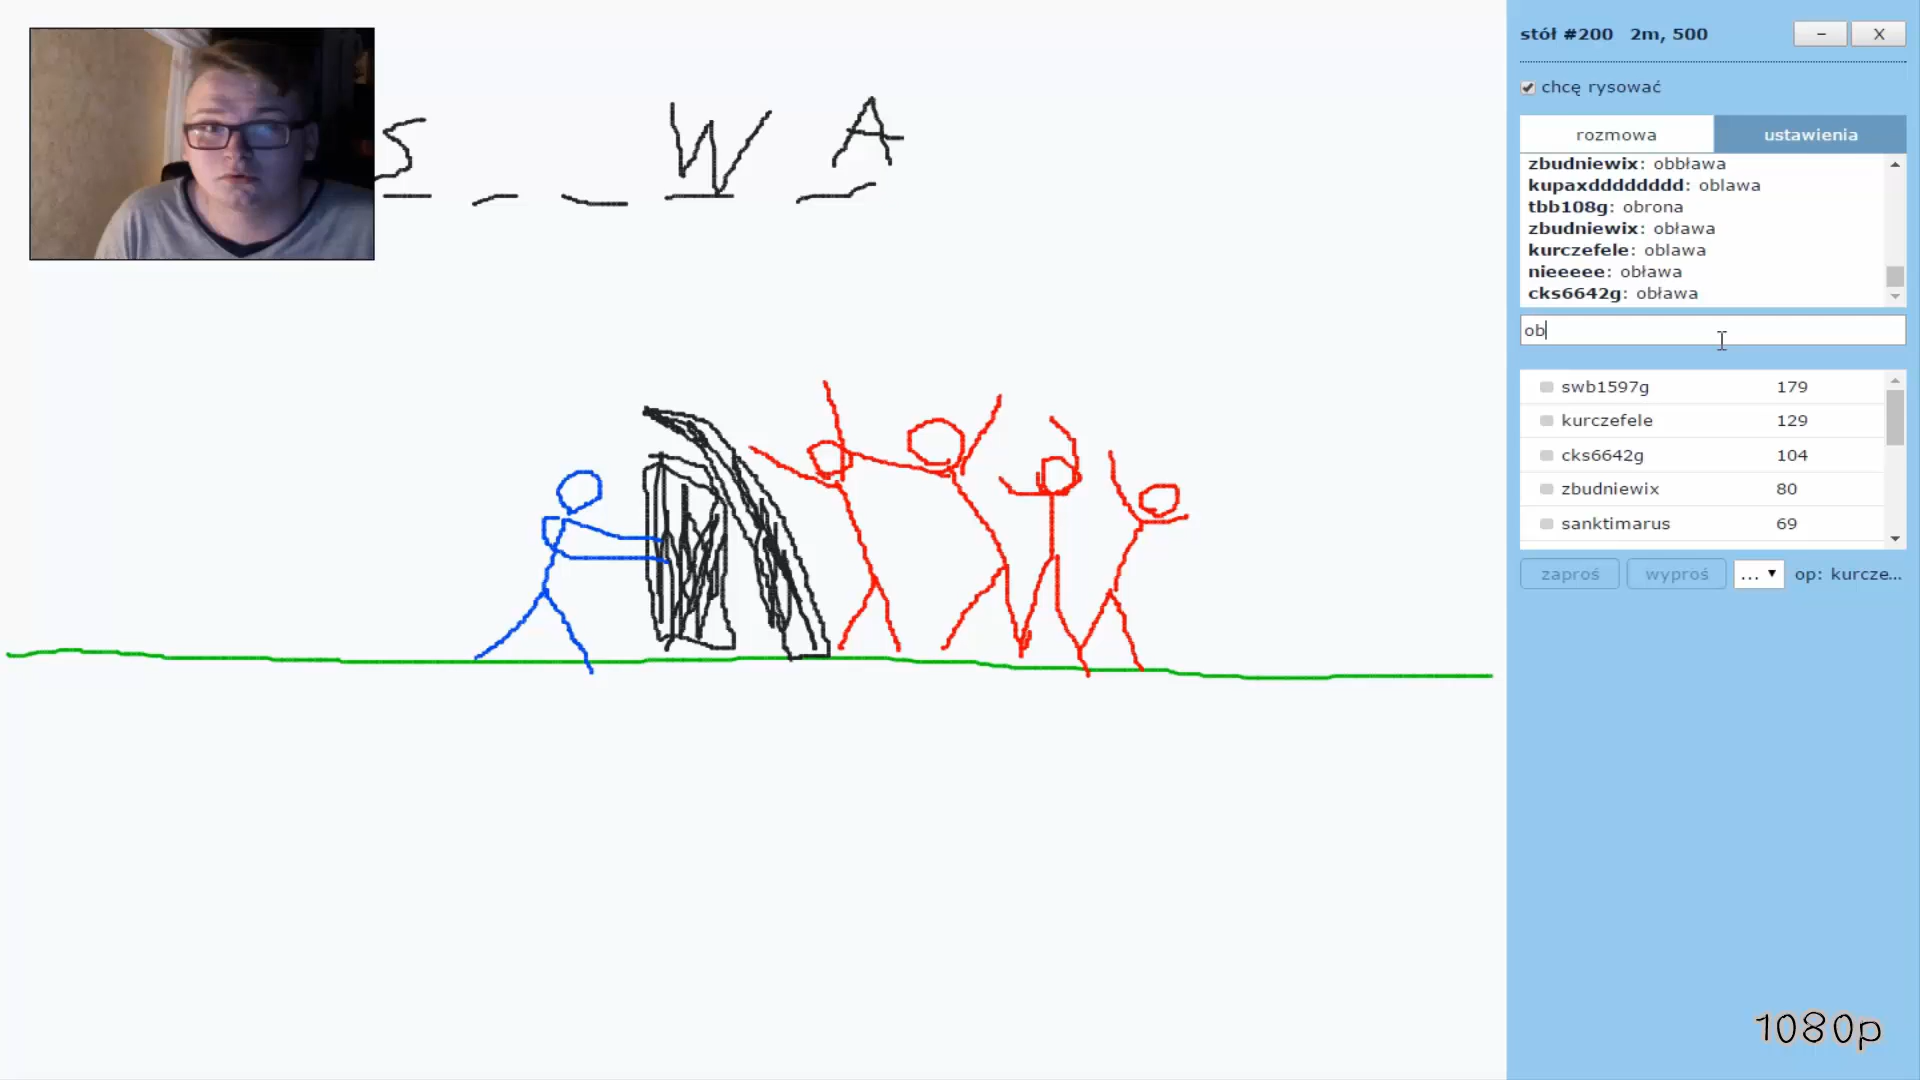 stół #200 2m, 500
–
X
chcę rysować
rozmowa
ustawienia
S W A
zbudniewix: obbława
kupaxdddddddd: oblawa
tbb108g: obrona
zbudniewix: obława
kurczefele: oblawa
nieeeee: obława
cks6642g: obława
ob
swb1597g 179
kurczefele 129
cks6642g 104
zbudniewix 80
sanktimarus 69
zaproś
wyproś
...
op: kurcze...
1080p